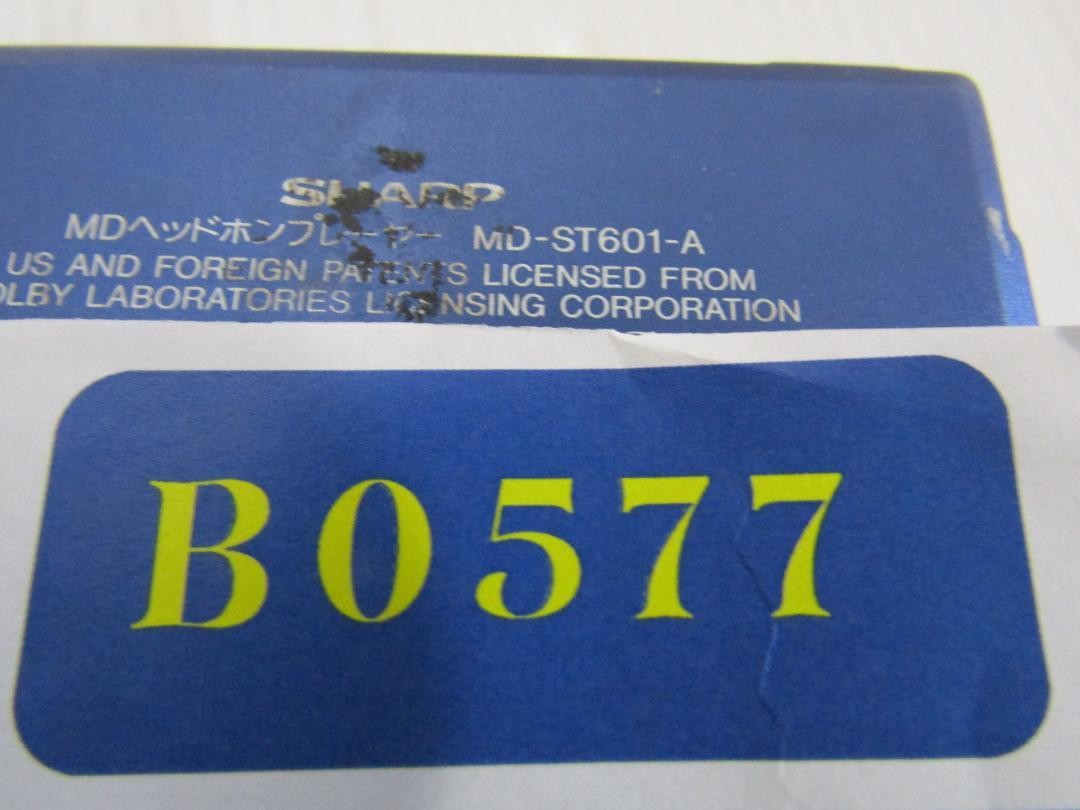 SHARP
MDヘッドホンプレーヤー MD-ST601-A
US AND FOREIGN PATENTS LICENSED FROM
OLBY LABORATORIES LICENSING CORPORATION
B0577